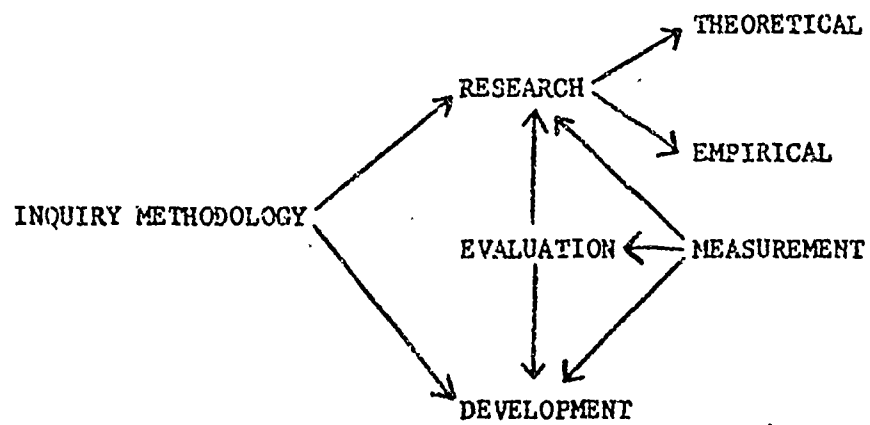 THEORETICAL
RESEARCH
EMPIRICAL
INQUIRY METHODOLOGY
EVALUATION
MEASUREMENT
DEVELOPMENT